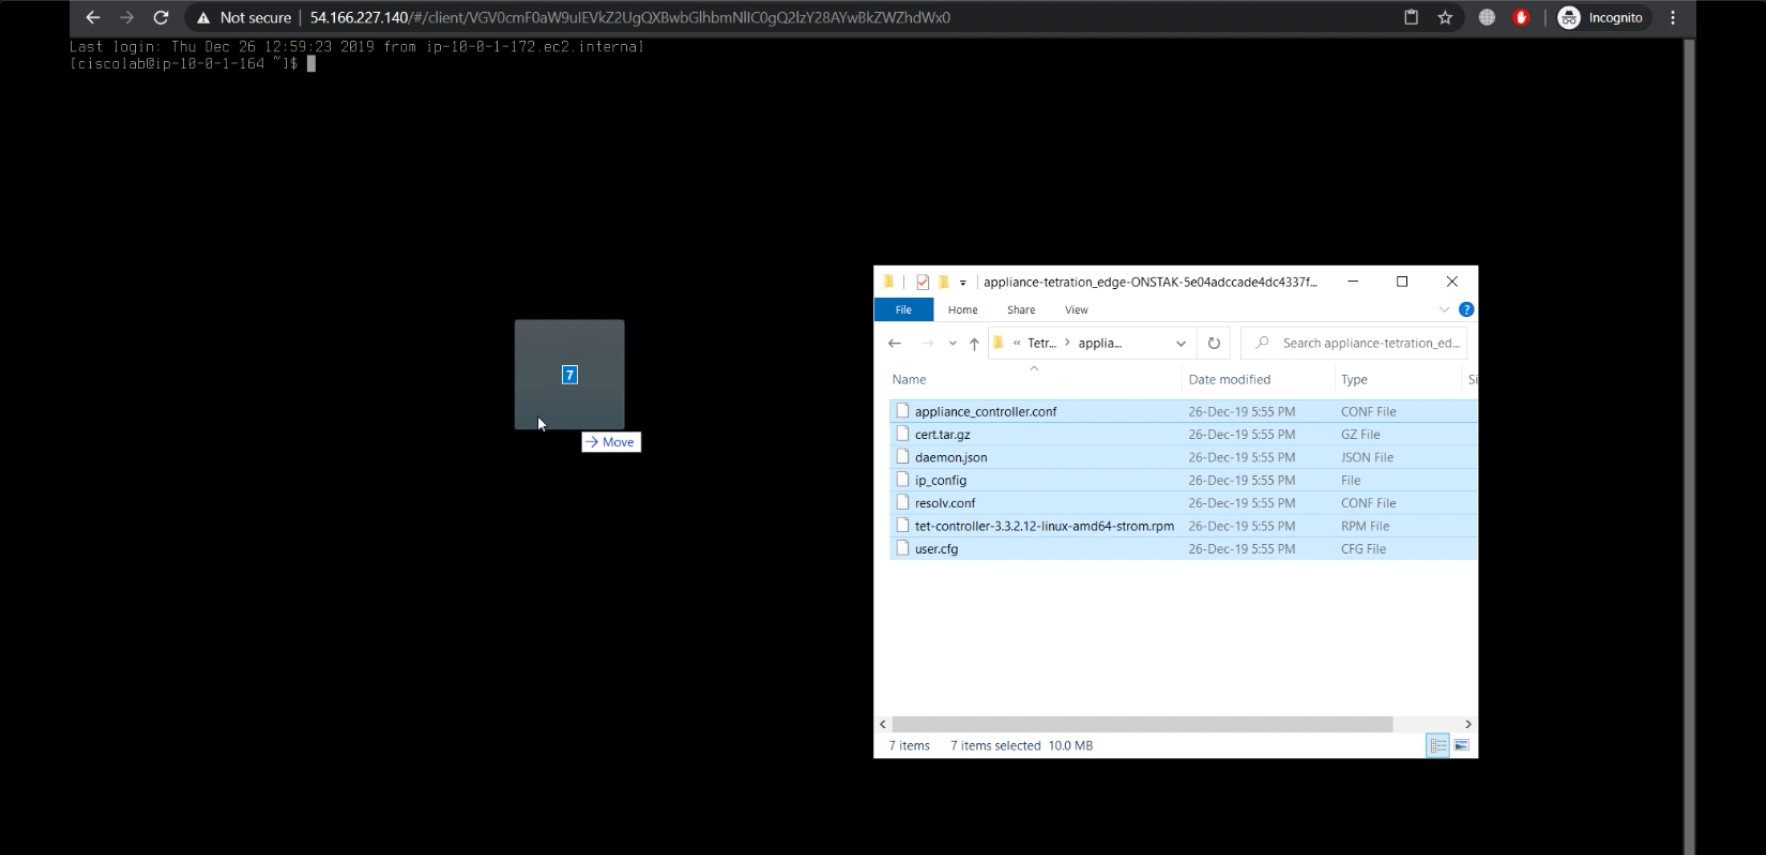 Not secure | 54.166.227.140/#/client/VGV0cmF0aW9uIEVkZ2UgQXBwbGlhbmNlIC0gQ2lzY28AYwBkZWZhdWx0
Incognito
Last login: Thu Dec 26 12:59:23 2019 from ip-10-0-1-172.ec2.internal
[ciscolab@ip-10-0-1-164 ~]$
7
Move
appliance-tetration_edge-ONSTAK-5e04adccade4dc4337f...
File Home Share View
« Tetr... > applia...
Search appliance-tetration_ed...
Name Date modified Type Si
appliance_controller.conf 26-Dec-19 5:55 PM CONF File
cert.tar.gz 26-Dec-19 5:55 PM GZ File
daemon.json 26-Dec-19 5:55 PM JSON File
ip_config 26-Dec-19 5:55 PM File
resolv.conf 26-Dec-19 5:55 PM CONF File
tet-controller-3.3.2.12-linux-amd64-strom.rpm 26-Dec-19 5:55 PM RPM File
user.cfg 26-Dec-19 5:55 PM CFG File
7 items 7 items selected 10.0 MB